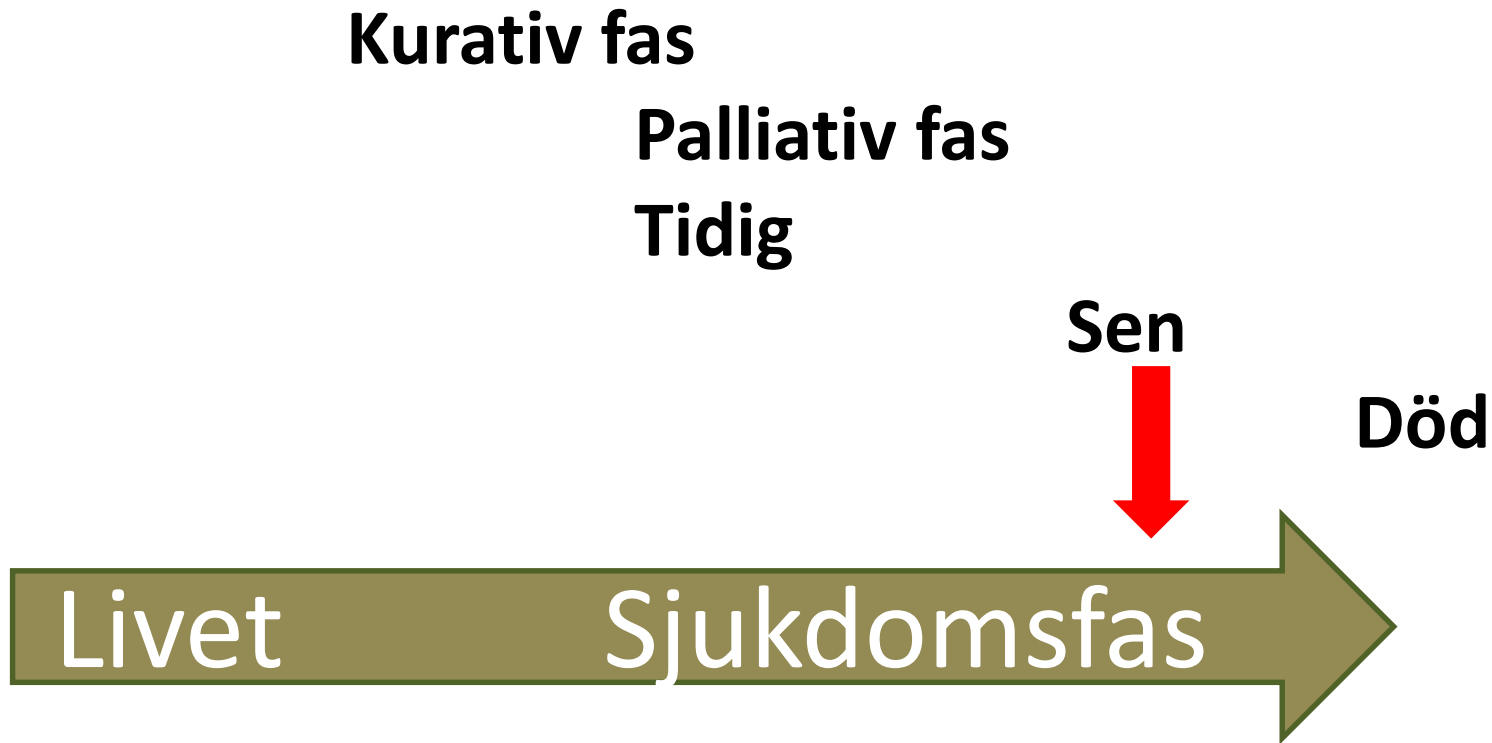 Kurativ fas
Palliativ fas
Tidig
Sen
Död
Livet Sjukdomsfas